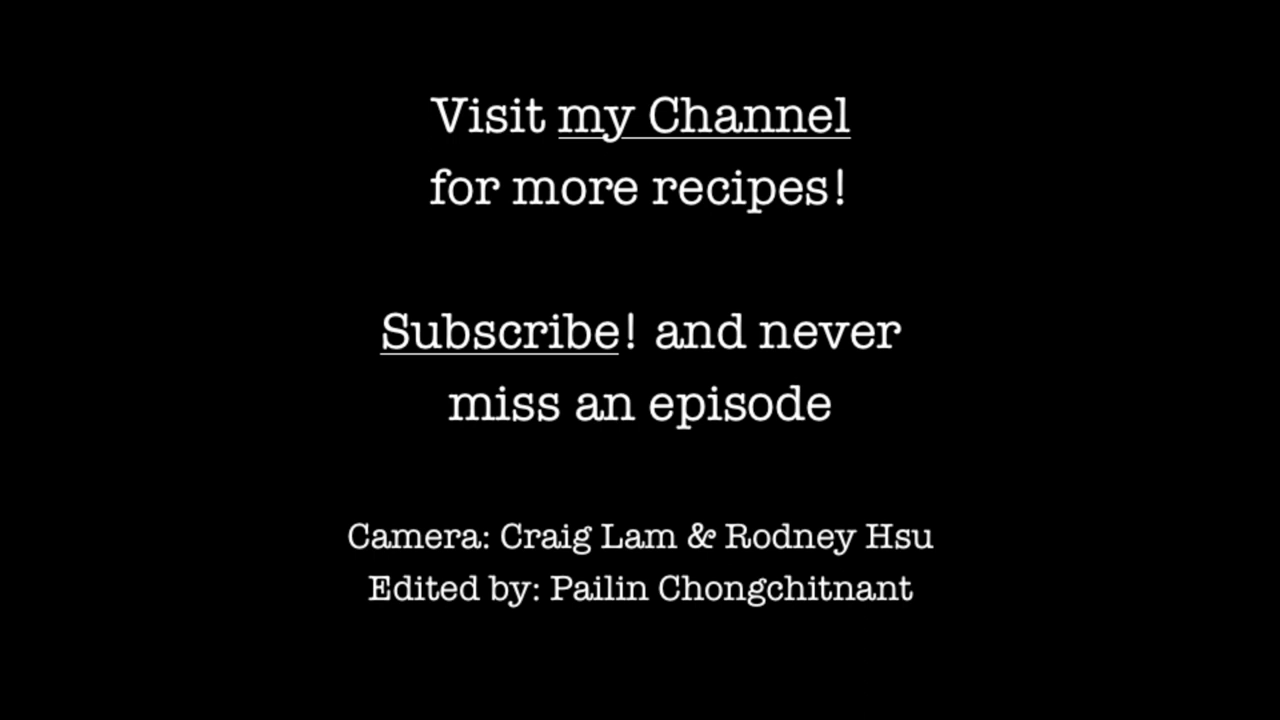 Visit my Channel
for more recipes!
Subscribe! and never
miss an episode
Camera: Craig Lam & Rodney Hsu
Edited by: Pailin Chongchitnant